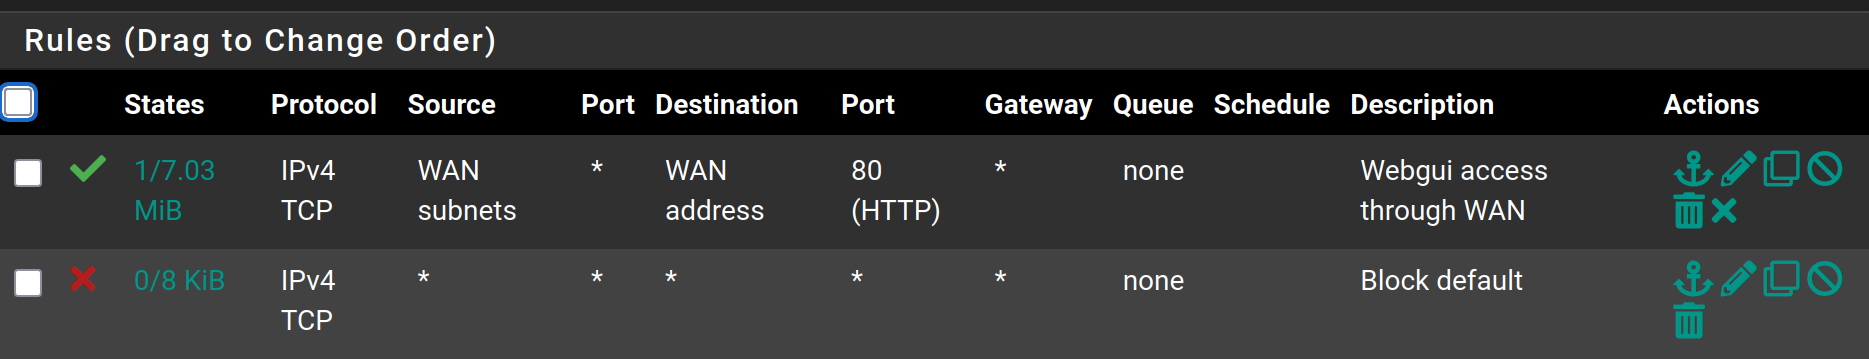 Rules (Drag to Change Order)
States Protocol Source Port Destination Port Gateway Queue Schedule Description Actions
1/7.03 IPv4 WAN * WAN 80 * none Webgui access
MiB TCP subnets address (HTTP) through WAN
0/8 KiB IPv4 * * * * * none Block default
TCP